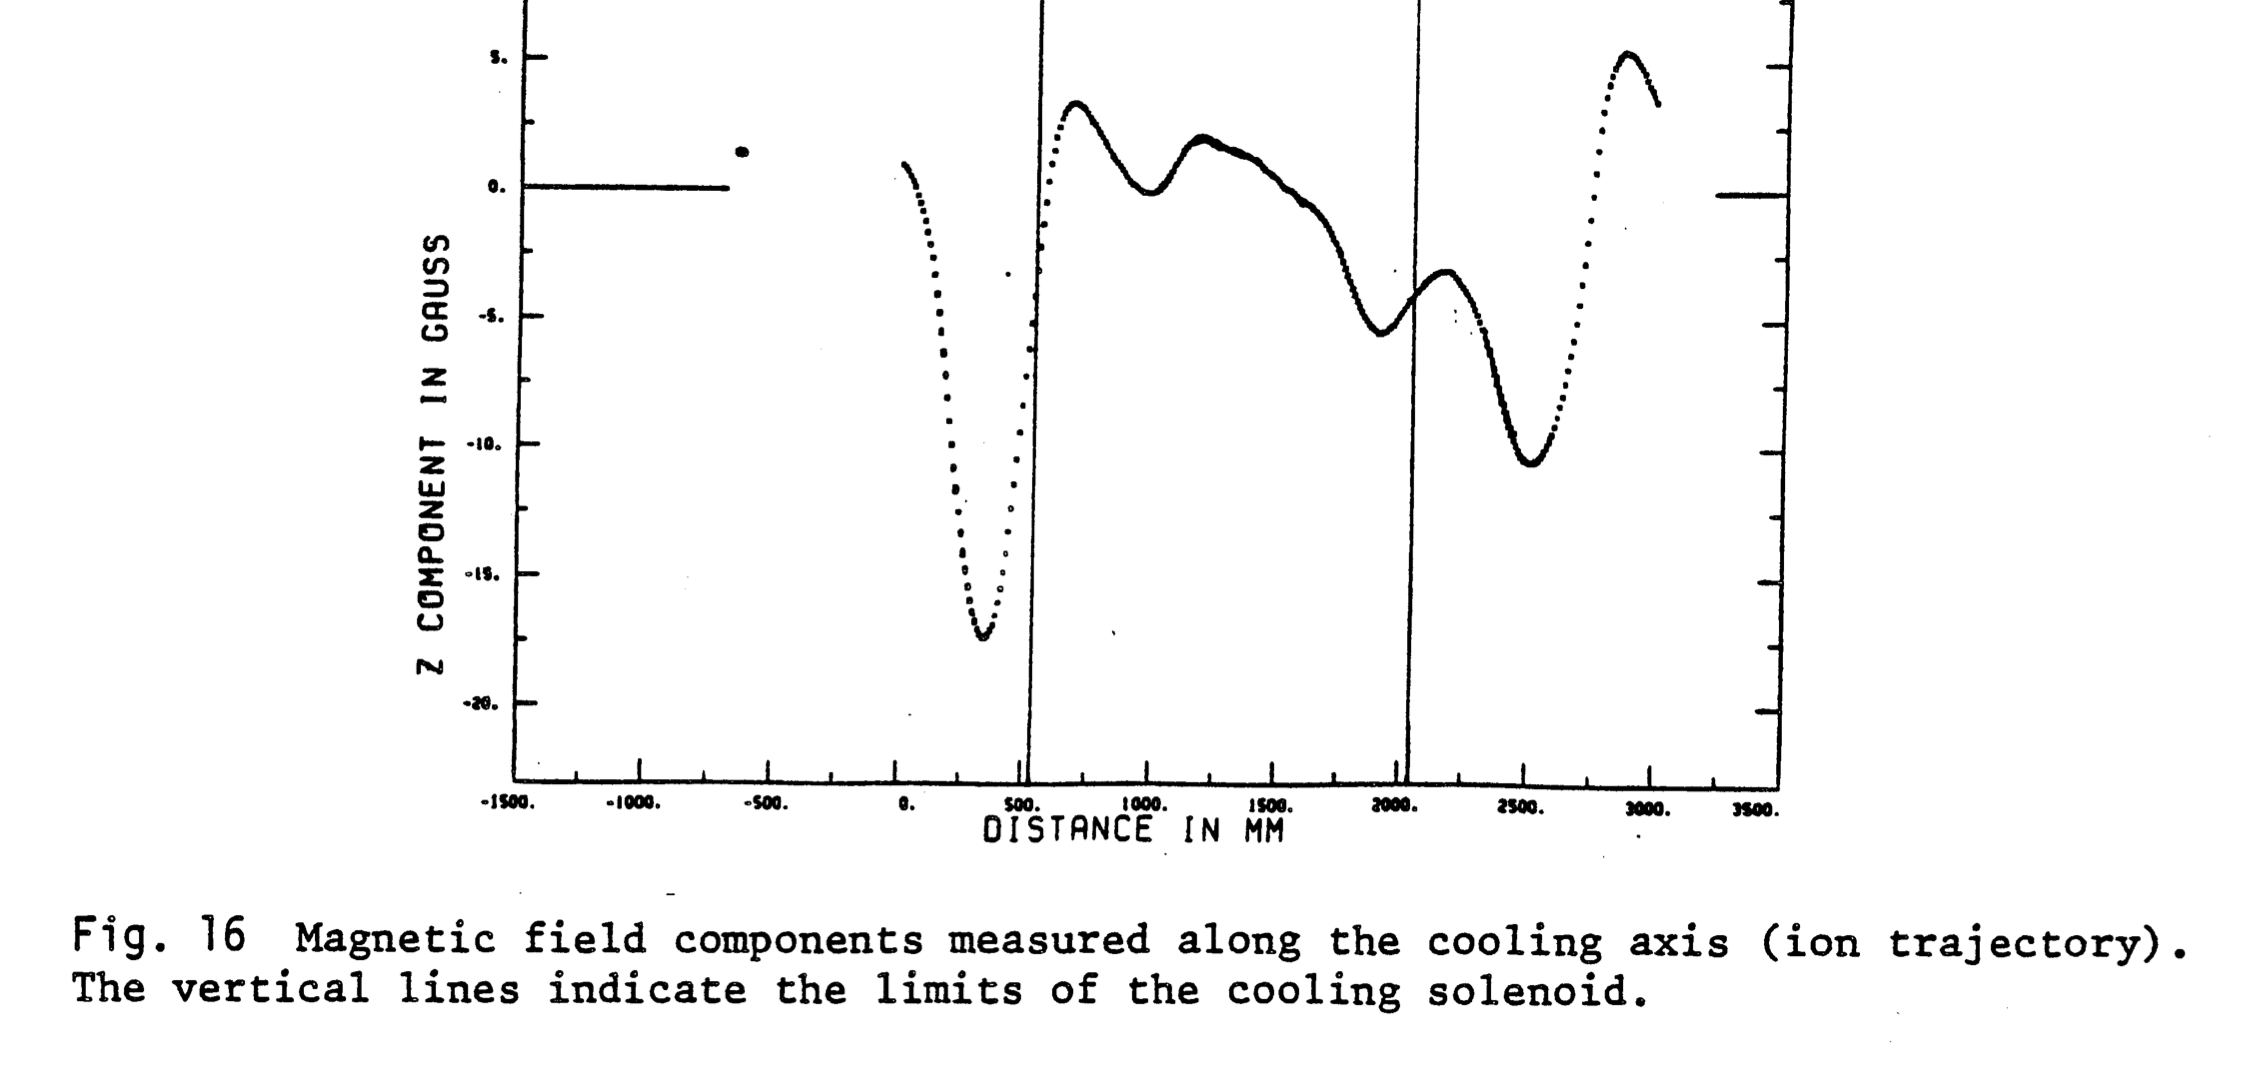 5.
0.
-5.
-10.
-15.
-20.
Z COMPONENT IN GAUSS
-1500. -1000. -500. 0. 500. 1000. 1500. 2000. 2500. 3000. 3500.
DISTANCE IN MM
Fig. 16 Magnetic field components measured along the cooling axis (ion trajectory).
The vertical lines indicate the limits of the cooling solenoid.